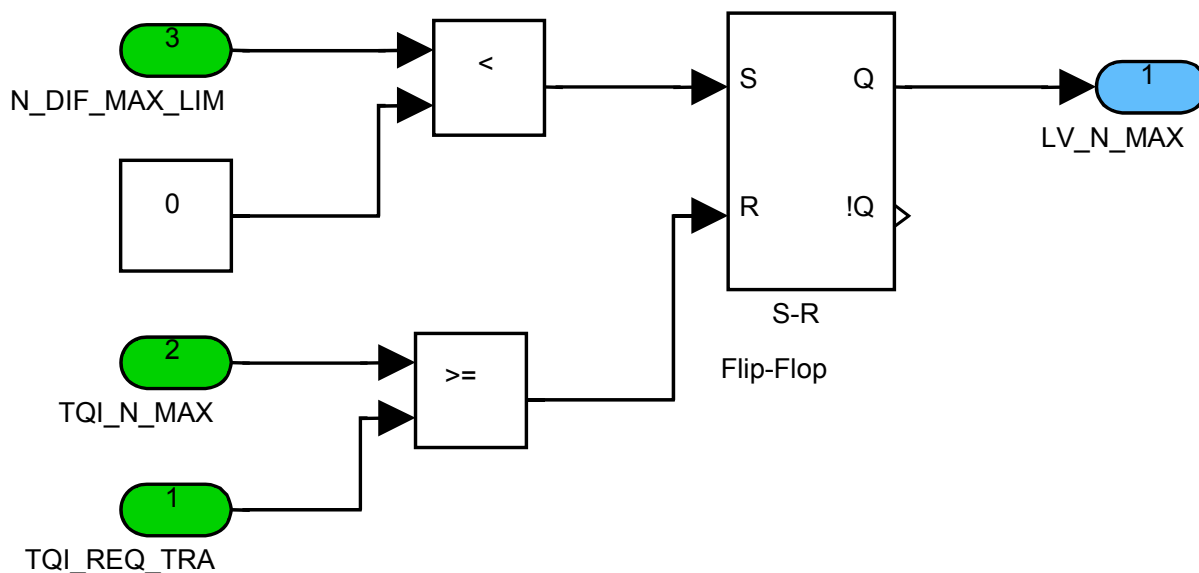 3
N_DIF_MAX_LIM
<
S
Q
1
LV_N_MAX
0
R
!Q
S-R
Flip-Flop
2
TQI_N_MAX
>=
1
TQI_REQ_TRA